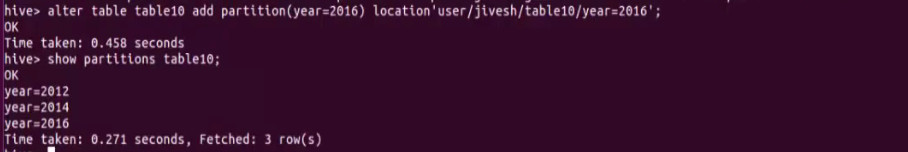 hive> alter table table10 add partition(year=2016) location'user/jivesh/table10/year=2016';
OK
Time taken: 0.458 seconds
hive> show partitions table10;
OK
year=2012
year=2014
year=2016
Time taken: 0.271 seconds, Fetched: 3 row(s)